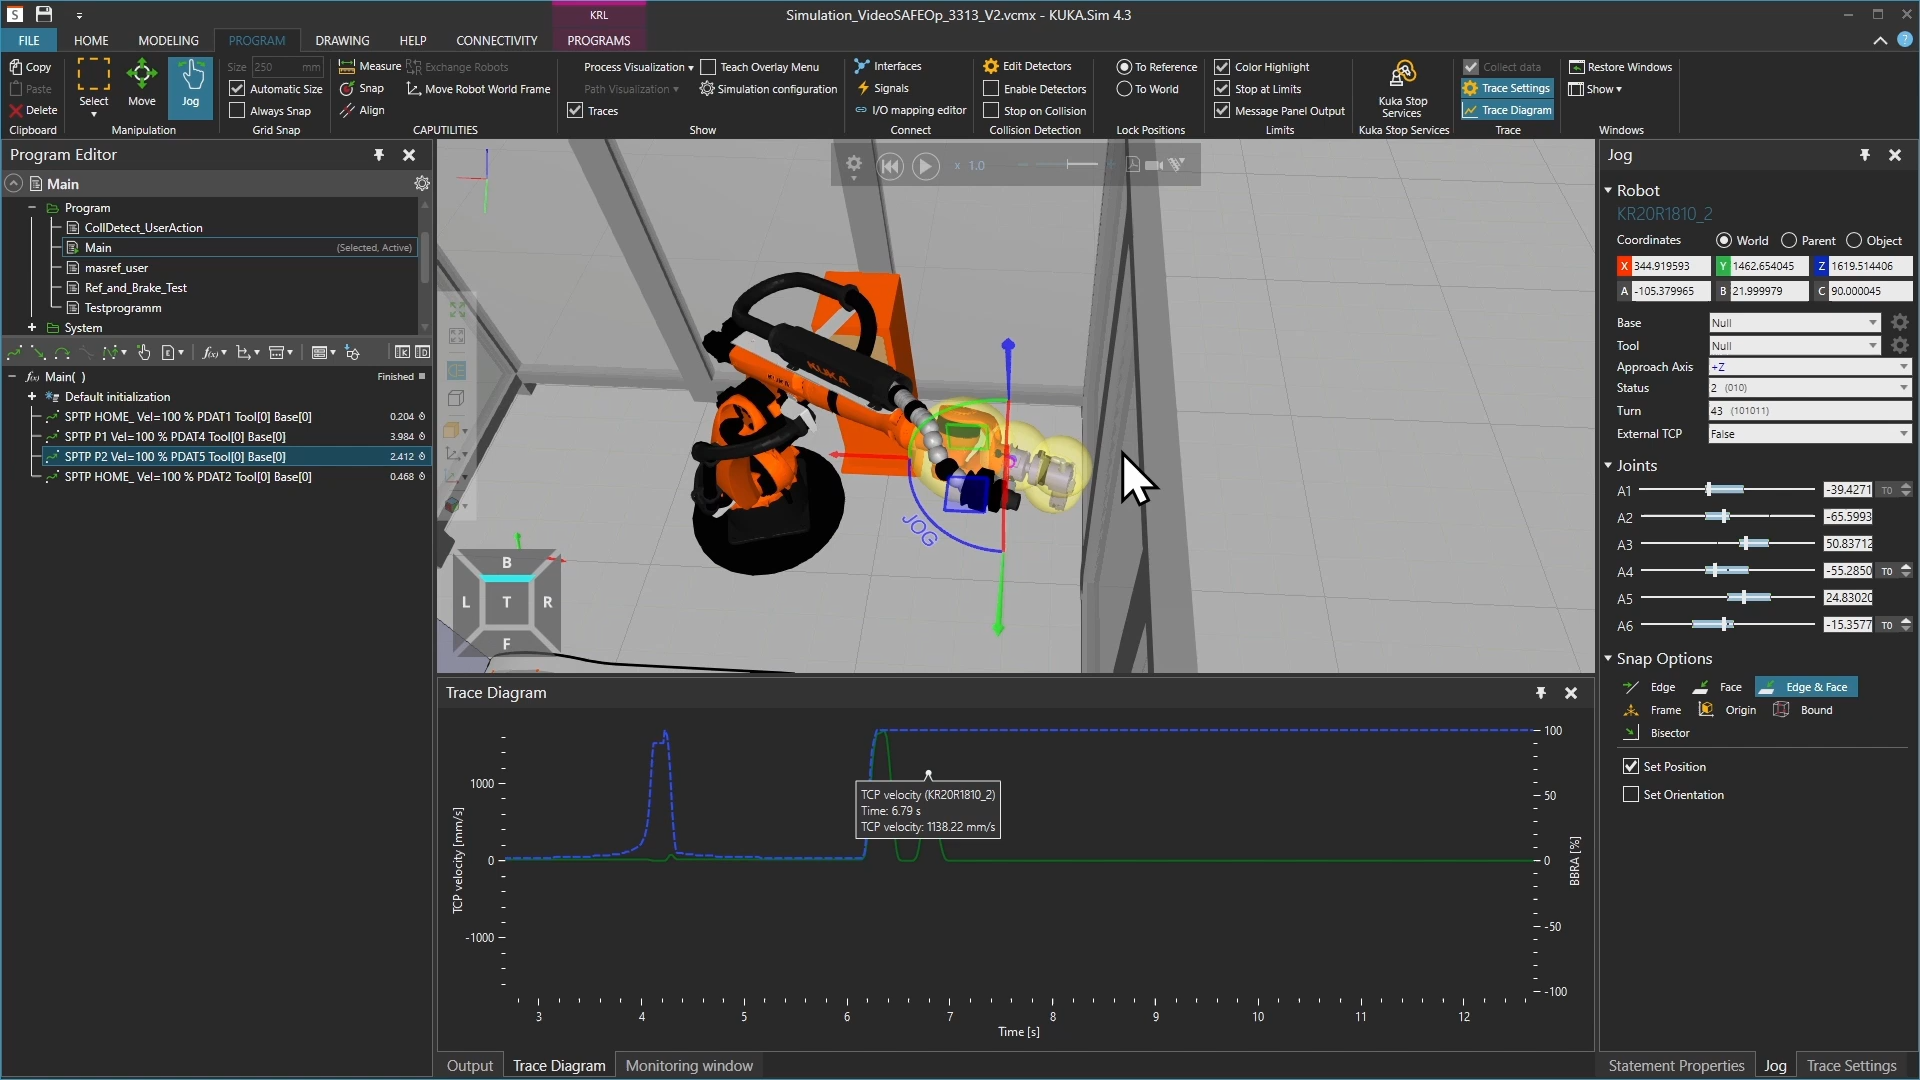 KRL
Simulation_VideoSAFEOp_3313_V2.vcmx - KUKA.Sim 4.3
FILE HOME MODELING PROGRAM DRAWING HELP CONNECTIVITY PROGRAMS
Copy
Paste
Delete
Clipboard
Select
Move
Jog
Manipulation
Size 250 mm
Automatic Size
Always Snap
Grid Snap
Measure
Snap
Align
Exchange Robots
Move Robot World Frame
CAPUTILITIES
Process Visualization
Path Visualization
Traces
Teach Overlay Menu
Simulation configuration
Show
Interfaces
Signals
I/O mapping editor
Connect
Edit Detectors
Enable Detectors
Stop on Collision
Collision Detection
To Reference
To World
Lock Positions
Color Highlight
Stop at Limits
Message Panel Output
Limits
Kuka Stop
Services
Kuka Stop Services
Collect data
Trace Settings
Trace Diagram
Trace
Restore Windows
Show
Windows
Program Editor
Main
Program
CollDetect_UserAction
Main (Selected, Active)
masref_user
Ref_and_Brake_Test
Testprogramm
System
Main( ) Finished
Default initialization
SPTP HOME_ Vel=100 % PDAT1 Tool[0] Base[0] 0.204
SPTP P1 Vel=100 % PDAT4 Tool[0] Base[0] 3.984
SPTP P2 Vel=100 % PDAT5 Tool[0] Base[0] 2.412
SPTP HOME_ Vel=100 % PDAT2 Tool[0] Base[0] 0.468
x 1.0
KUKA
JOG
B
L T R
F
Trace Diagram
TCP velocity [mm/s]
1000
0
-1000
TCP velocity (KR20R1810_2)
Time: 6.79 s
TCP velocity: 1138.22 mm/s
100
50
0
-50
-100
BBRA [%]
3 4 5 6 7 8 9 10 11 12
Time [s]
Output Trace Diagram Monitoring window
Jog
Robot
KR20R1810_2
Coordinates World Parent Object
X 344.919593 Y 1462.654045 Z 1619.514406
A -105.379965 B 21.999979 C 90.000045
Base Null
Tool Null
Approach Axis +Z
Status 2 (010)
Turn 43 (101011)
External TCP False
Joints
A1 -39.4271 T0
A2 -65.5993
A3 50.83712
A4 -55.2850 T0
A5 24.83020
A6 -15.3577 T0
Snap Options
Edge Face Edge & Face
Frame Origin Bound
Bisector
Set Position
Set Orientation
Statement Properties Jog Trace Settings